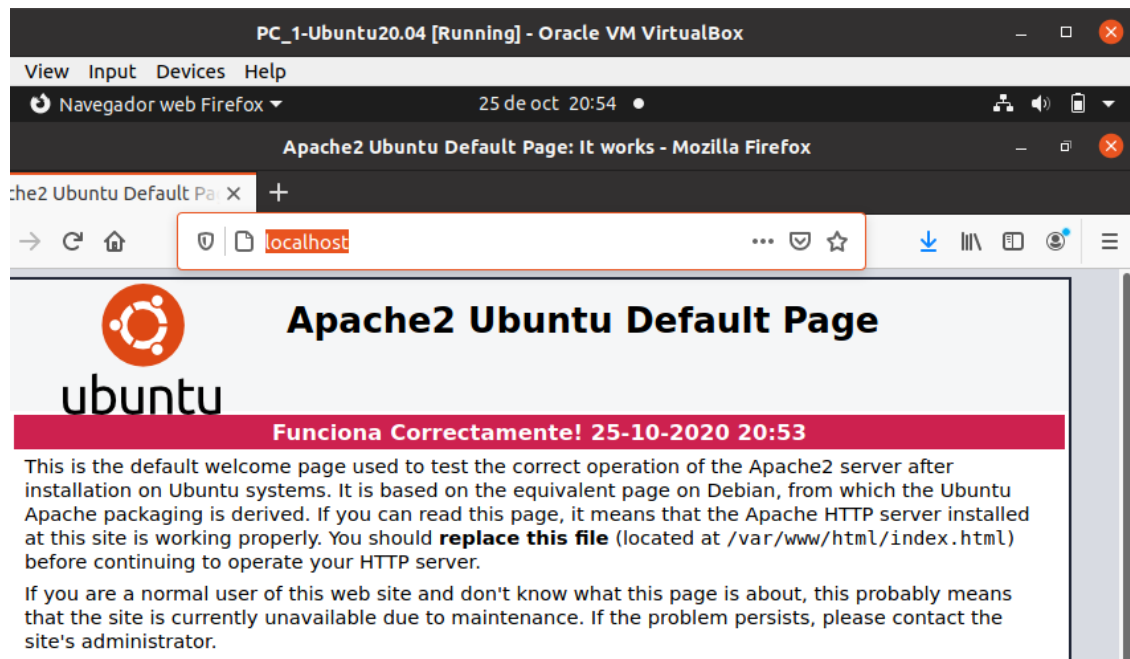 PC_1-Ubuntu20.04 [Running] - Oracle VM VirtualBox
View Input Devices Help
Navegador web Firefox 25 de oct 20:54
Apache2 Ubuntu Default Page: It works - Mozilla Firefox
che2 Ubuntu Default Pa
localhost
Apache2 Ubuntu Default Page
ubuntu
Funciona Correctamente! 25-10-2020 20:53
This is the default welcome page used to test the correct operation of the Apache2 server after
installation on Ubuntu systems. It is based on the equivalent page on Debian, from which the Ubuntu
Apache packaging is derived. If you can read this page, it means that the Apache HTTP server installed
at this site is working properly. You should replace this file (located at /var/www/html/index.html)
before continuing to operate your HTTP server.
If you are a normal user of this web site and don't know what this page is about, this probably means
that the site is currently unavailable due to maintenance. If the problem persists, please contact the
site's administrator.